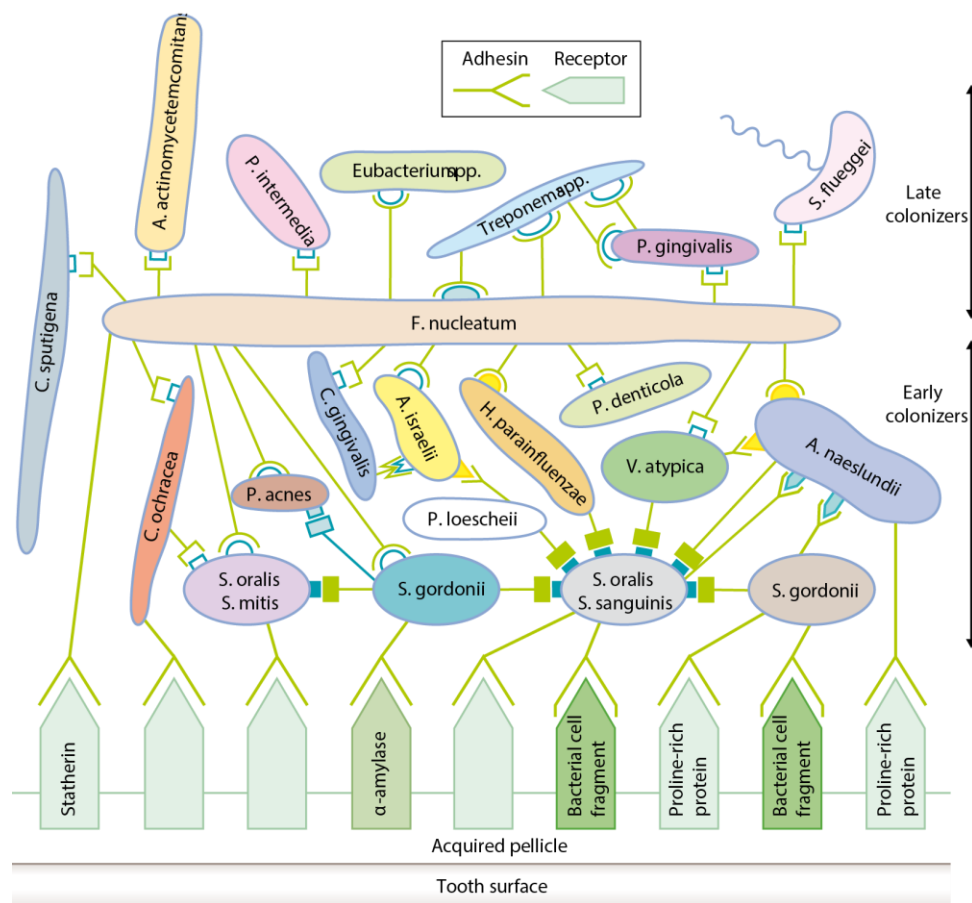 Adhesin
Receptor
A. actinomycetemcomitans
P. intermedia
Eubacterium spp.
Treponema spp.
P. gingivalis
S. flueggei
Late
colonizers
C. sputigena
F. nucleatum
C. ochracea
P. acnes
C. gingivalis
A. israelii
H. parainfluenzae
P. denticola
V. atypica
A. naeslundii
Early
colonizers
P. loescheii
S. oralis
S. mitis
S. gordonii
S. oralis
S. sanguinis
S. gordonii
Statherin
α-amylase
Bacterial cell
fragment
Proline-rich
protein
Bacterial cell
fragment
Proline-rich
protein
Acquired pellicle
Tooth surface